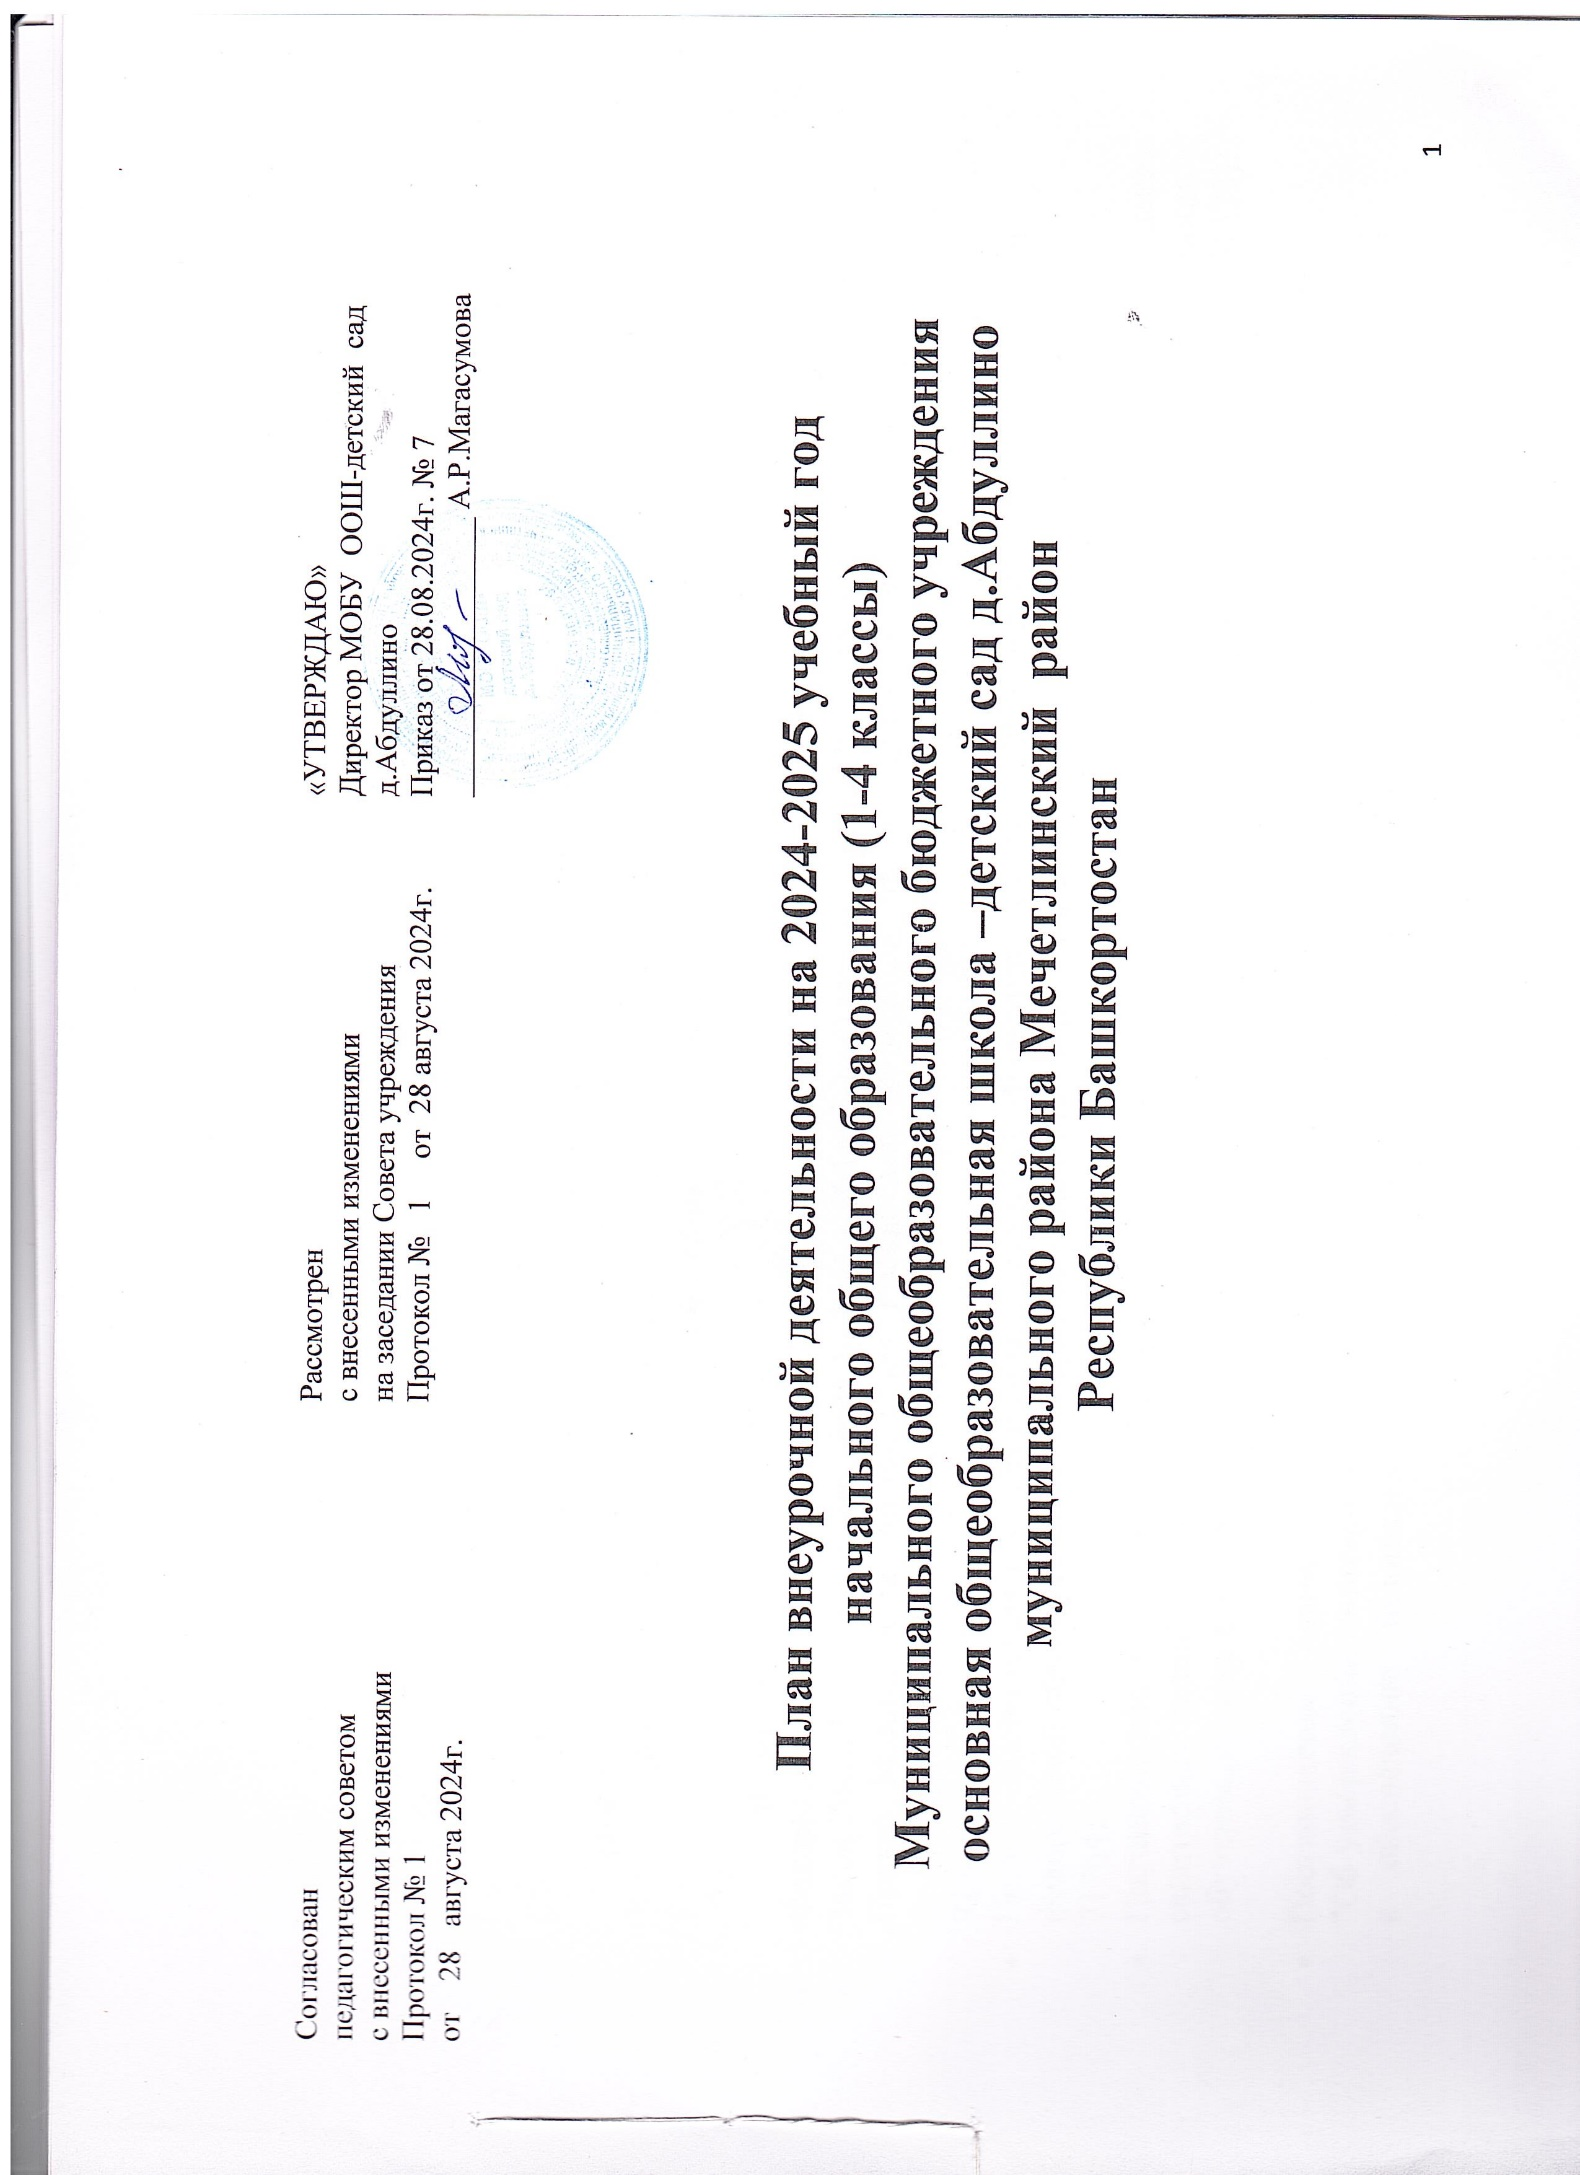 Согласован
педагогическим советом
с внесенными изменениями
Протокол № 1
от 28 августа 2024г.
Рассмотрен
с внесенными изменениями
на заседании Совета учреждения
Протокол № 1 от 28 августа 2024г.
«УТВЕРЖДАЮ»
Директор МОБУ ООШ-детский сад
д.Абдуллино
Приказ от 28.08.2024г. № 7
А.Р.Магасумова
План внеурочной деятельности на 2024-2025 учебный год
начального общего образования (1-4 классы)
Муниципального общеобразовательного бюджетного учреждения
основная общеобразовательная школа –детский сад д.Абдуллино
муниципального района Мечетлинский район
Республики Башкортостан
1